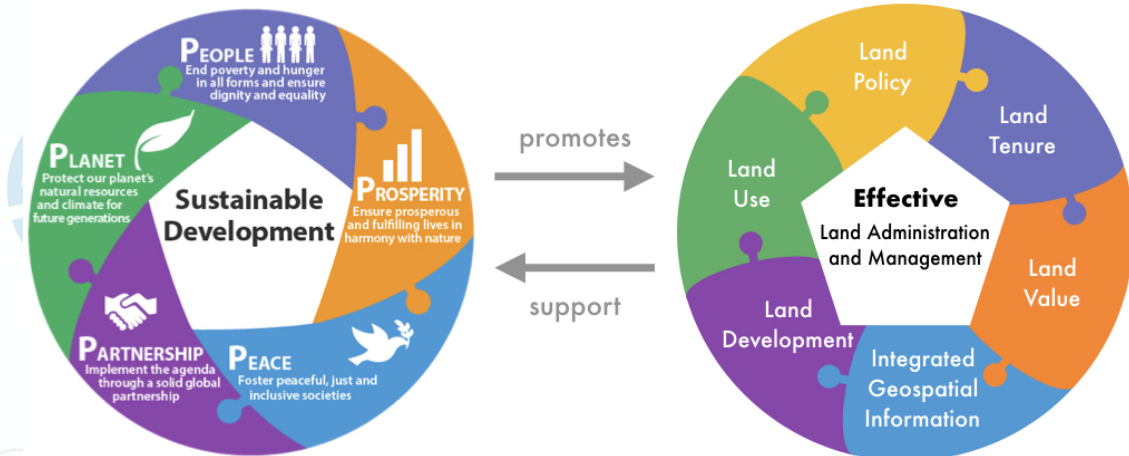 PEOPLE
End poverty and hunger
in all forms and ensure
dignity and equality
PLANET
Protect our planet's
natural resources
and climate for
future generations
PROSPERITY
Ensure prosperous
and fulfilling lives in
harmony with nature
Sustainable
Development
PARTNERSHIP
Implement the agenda
through a solid global
partnership
PEACE
Foster peaceful, just and
inclusive societies
promotes
support
Land
Policy
Land
Tenure
Land
Use
Effective
Land Administration
and Management
Land
Value
Land
Development
Integrated
Geospatial
Information